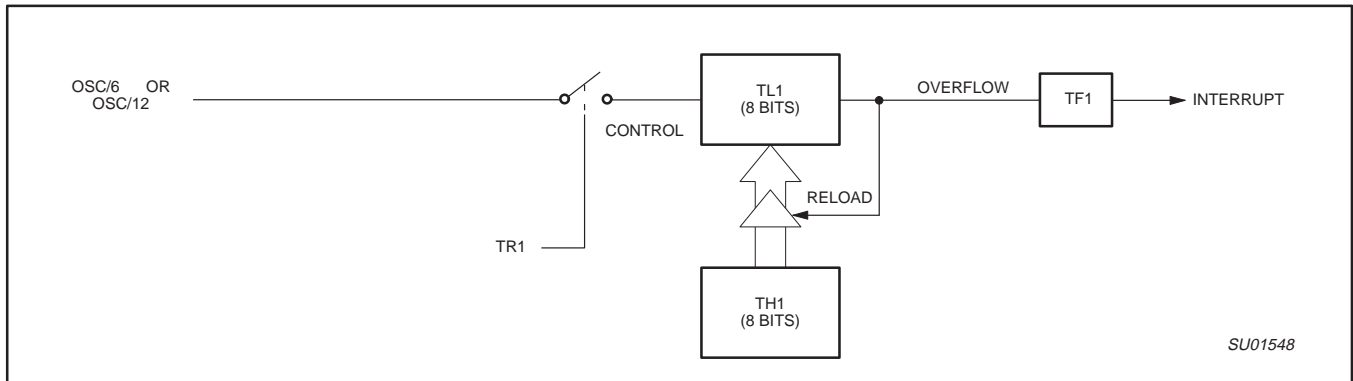 OSC/6 OR
OSC/12
CONTROL
TR1
TL1
(8 BITS)
OVERFLOW
TF1
INTERRUPT
RELOAD
TH1
(8 BITS)
SU01548